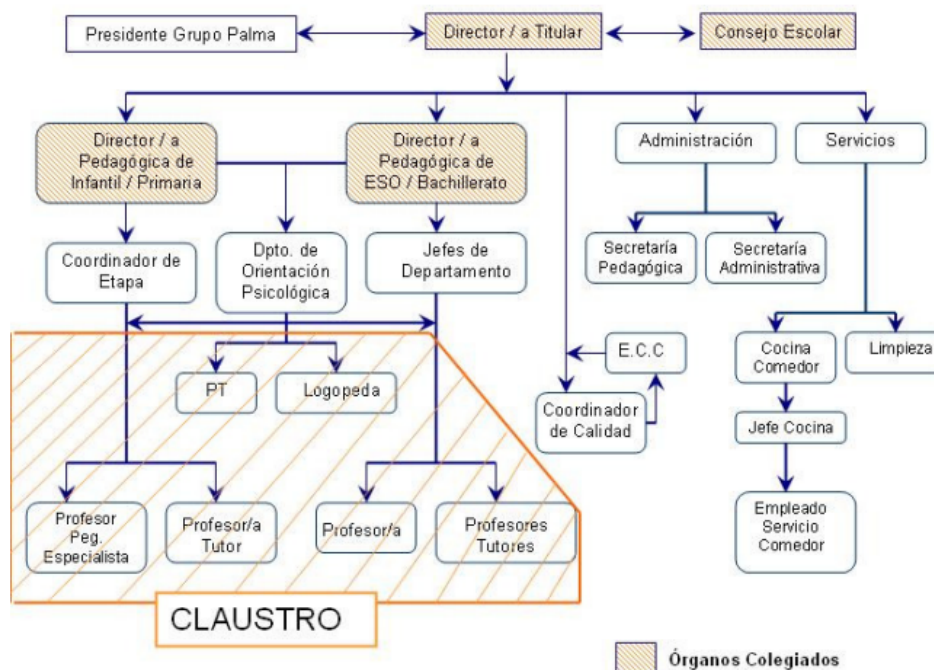 Presidente Grupo Palma
Director / a Titular
Consejo Escolar
Director / a
Pedagógica de
Infantil / Primaria
Director / a
Pedagógica de
ESO / Bachillerato
Administración
Servicios
Coordinador de
Etapa
Dpto. de
Orientación
Psicológica
Jefes de
Departamento
Secretaría
Pedagógica
Secretaría
Administrativa
PT
Logopeda
E.C.C
Coordinador
de Calidad
Cocina
Comedor
Limpieza
Jefe Cocina
Profesor
Peg.
Especialista
Profesor/a
Tutor
Profesor/a
Profesores
Tutores
Empleado
Servicio
Comedor
CLAUSTRO
Órganos Colegiados